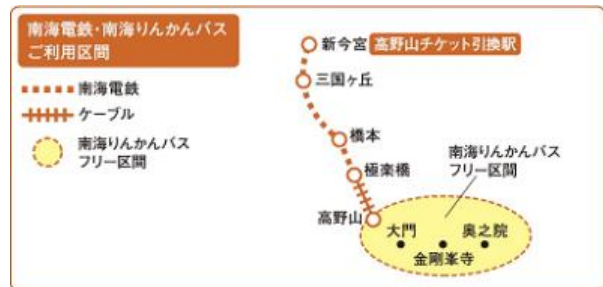 南海電鉄・南海りんかんバス
ご利用区間
南海電鉄
ケーブル
南海りんかんバス
フリー区間
新今宮 高野山チケット引換駅
三国ヶ丘
橋本
極楽橋
高野山
南海りんかんバス
フリー区間
大門
奥之院
金剛峯寺